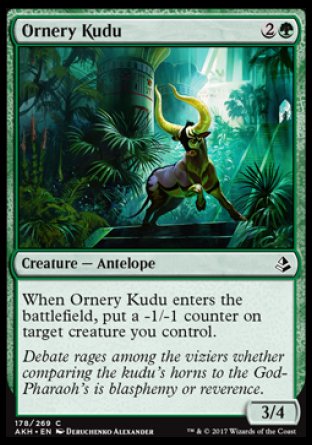 Ornery Kudu 2
Creature — Antelope
When Ornery Kudu enters the
battlefield, put a -1/-1 counter on
target creature you control.
Debate rages among the viziers whether
comparing the kudu's horns to the God-
Pharaoh's is blasphemy or reverence.
3/4
178/269 C
AKH • EN Deruchenko Alexander
™ & © 2017 Wizards of the Coast